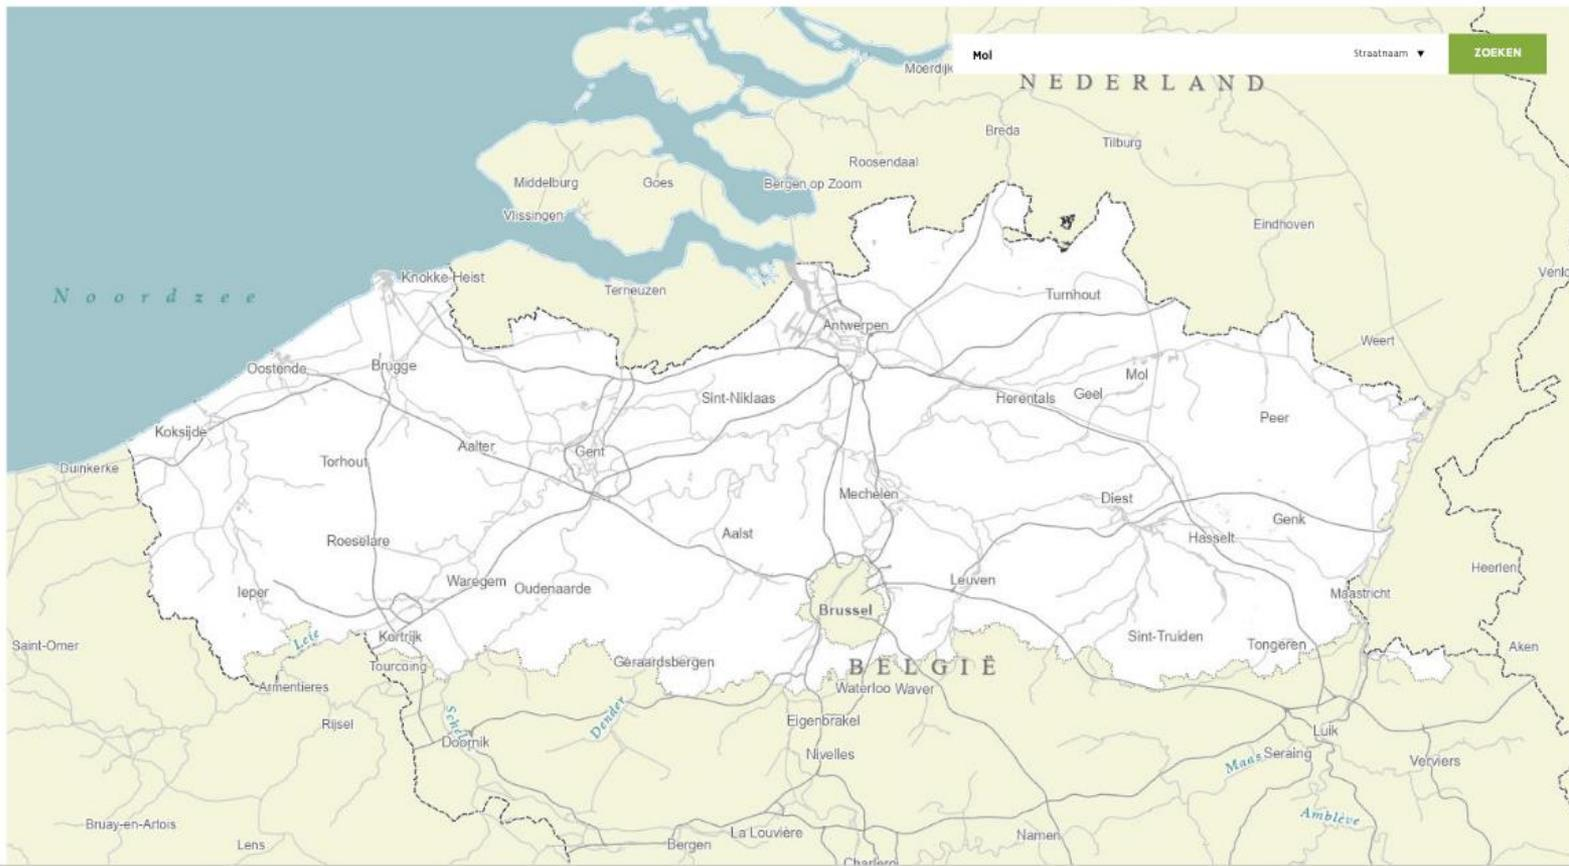 Mol
Straatnaam ▼
ZOEKEN
Moerdijk
NEDERLAND
Breda
Tilburg
Roosendaal
Middelburg
Goes
Bergen op Zoom
Vlissingen
Eindhoven
Knokke-Heist
Venlo
Noordzee
Terneuzen
Turnhout
Antwerpen
Weert
Oostende
Brugge
Mol
Sint-Niklaas
Herentals
Geel
Peer
Koksijde
Aalter
Gent
Torhout
Duinkerke
Mechelen
Diest
Genk
Aalst
Hasselt
Roeselare
Heerlen
Waregem
Oudenaarde
Leuven
Ieper
Maastricht
Brussel
Leie
Kortrijk
Sint-Truiden
Tongeren
Saint-Omer
Aken
Tourcoing
Geraardsbergen
BELGIË
Armentieres
Waterloo
Waver
Rijsel
Dender
Eigenbrakel
Doornik
Luik
Nivelles
Maas
Seraing
Verviers
Amblève
Bruay-en-Artois
La Louvière
Namen
Lens
Bergen